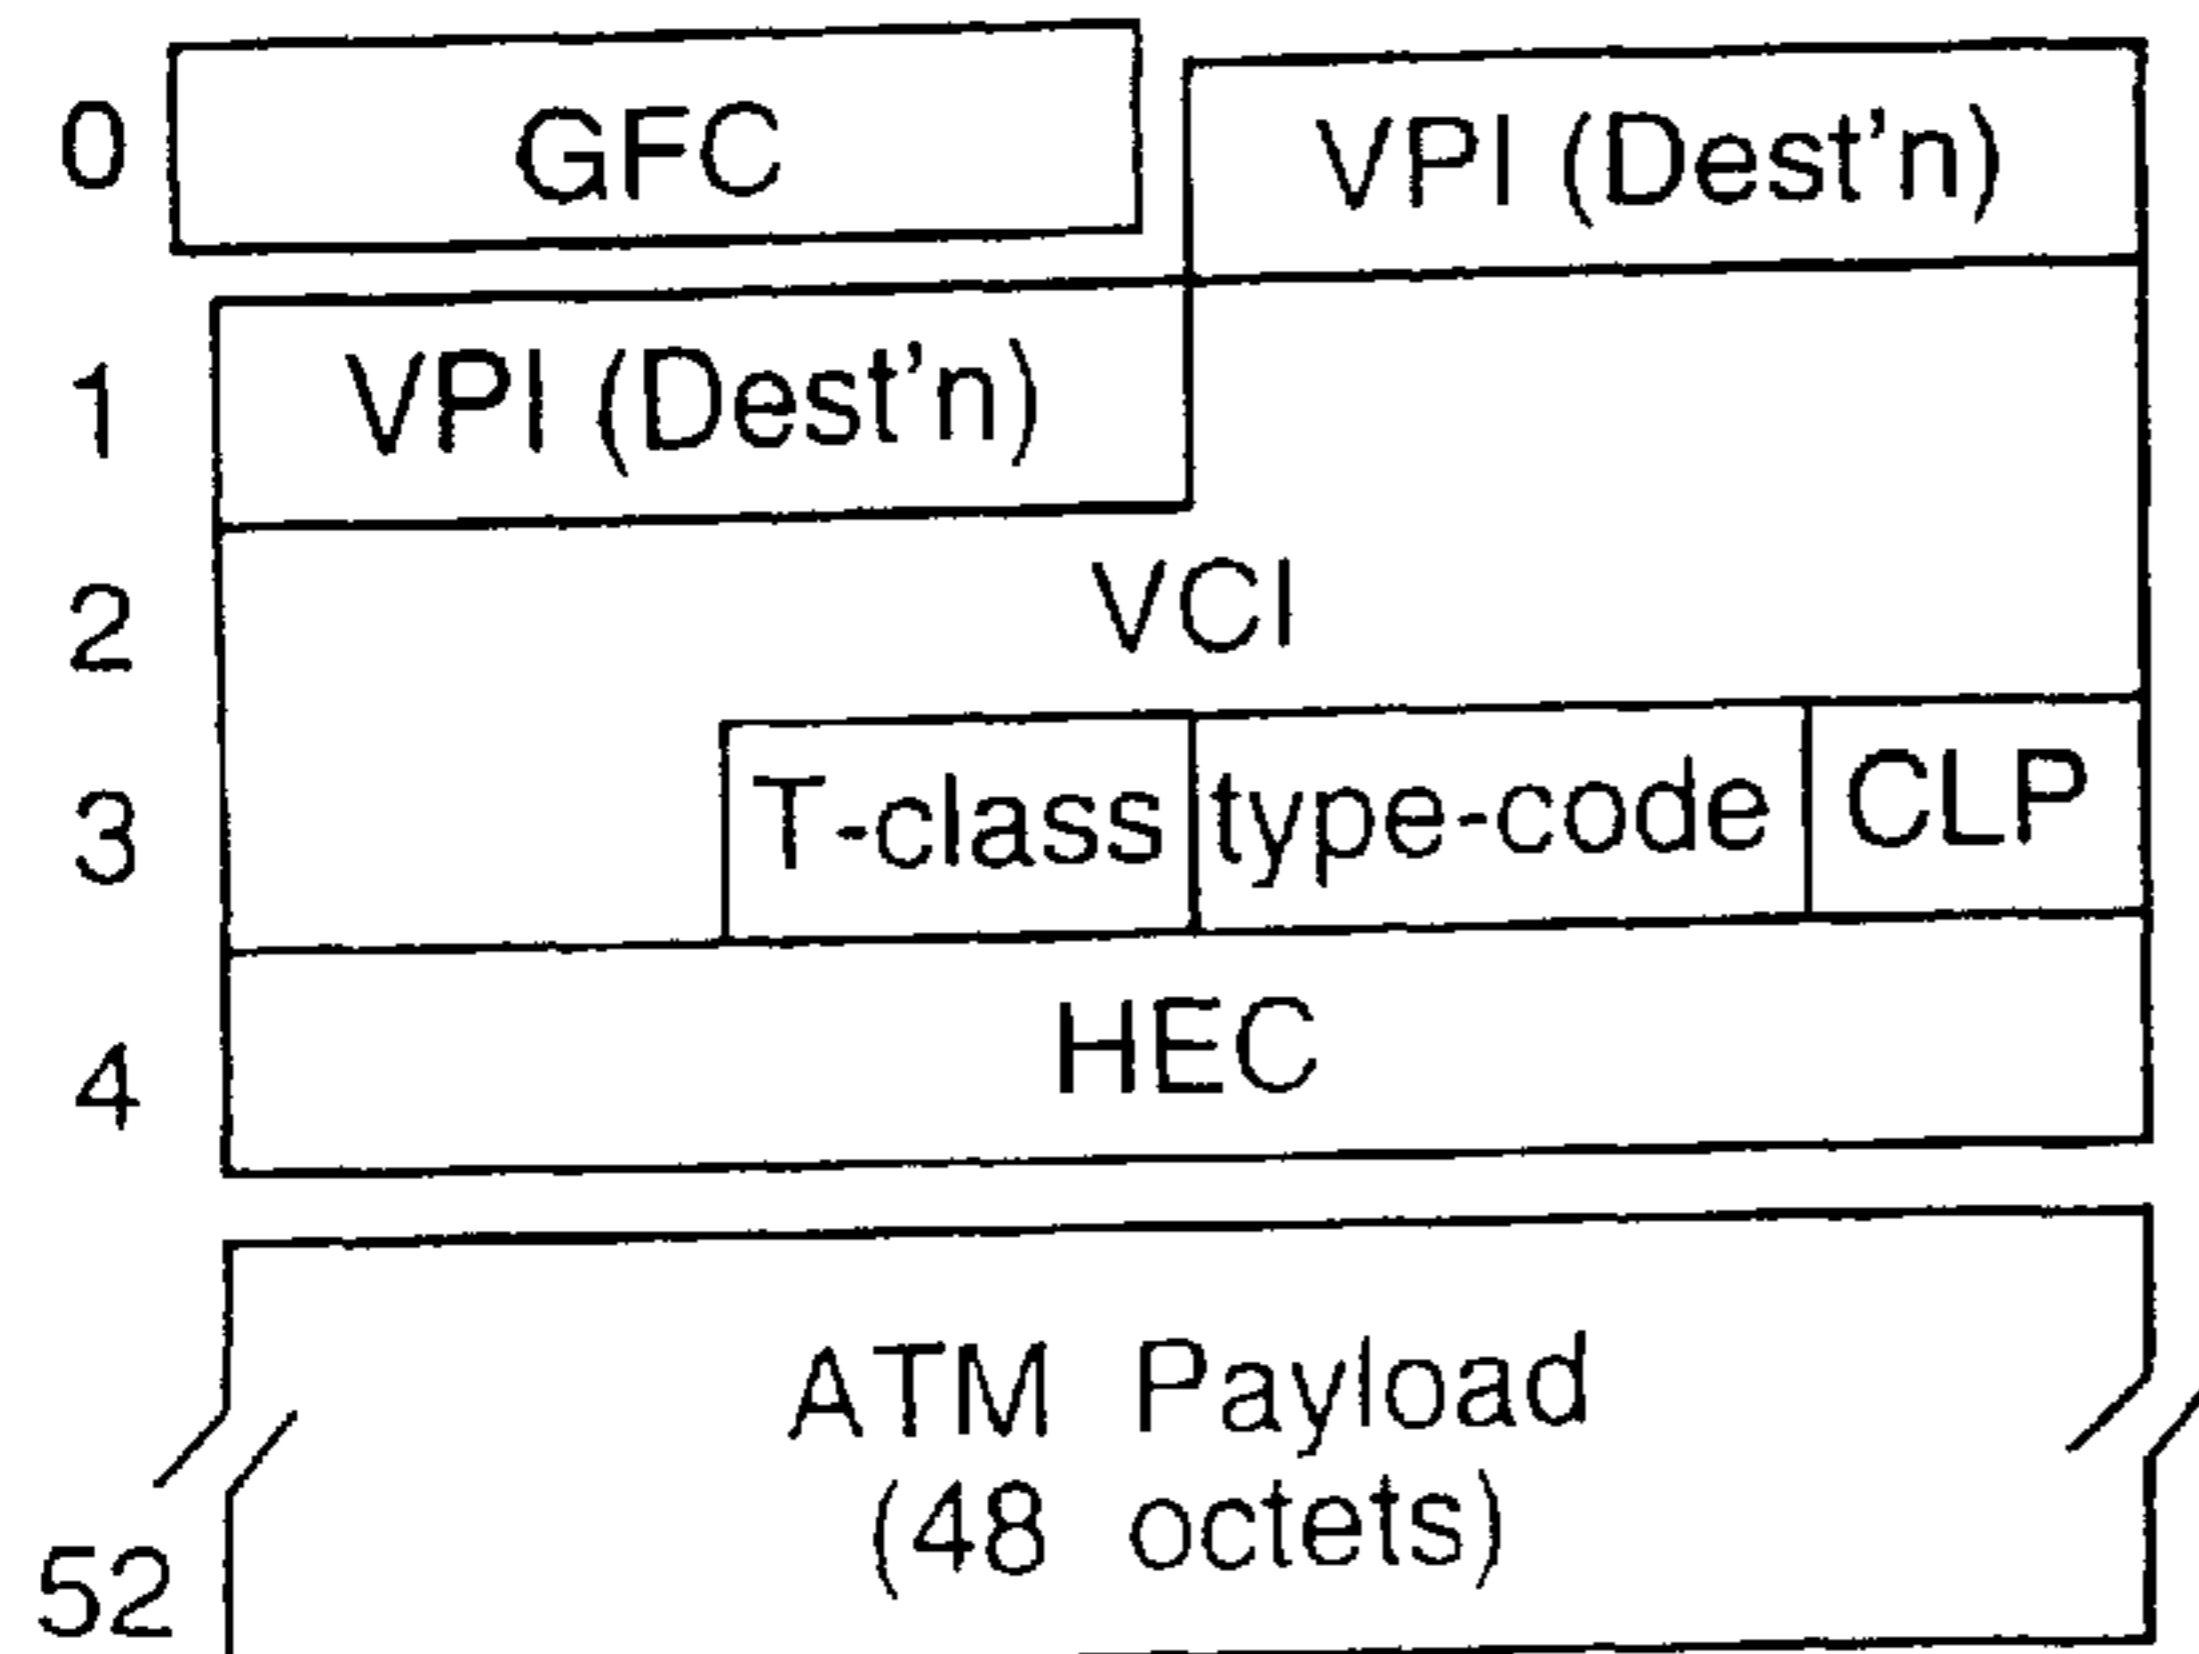 0 GFC VPI (Dest'n)
1 VPI (Dest'n)
2 VCI
3 T-class type-code CLP
4 HEC
ATM Payload
(48 octets)
52